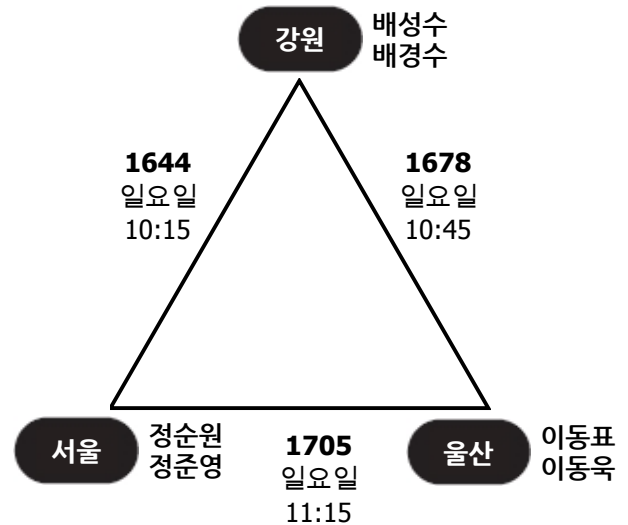 강원
배성수
배경수
1644
일요일
10:15
1678
일요일
10:45
서울
정순원
정준영
1705
일요일
11:15
울산
이동표
이동욱